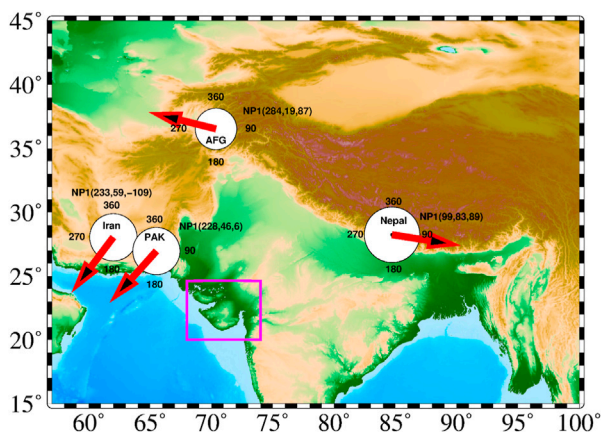 45°
40°
35°
30°
25°
20°
15°
360
NP1(284,19,87)
270
90
AFG
180
NP1(233,59,−109)
360
Iran
270
180
360
NP1(228,46,6)
PAK
90
180
360
Nepal
NP1(99,83,89)
270
90
180
60° 65° 70° 75° 80° 85° 90° 95° 100°